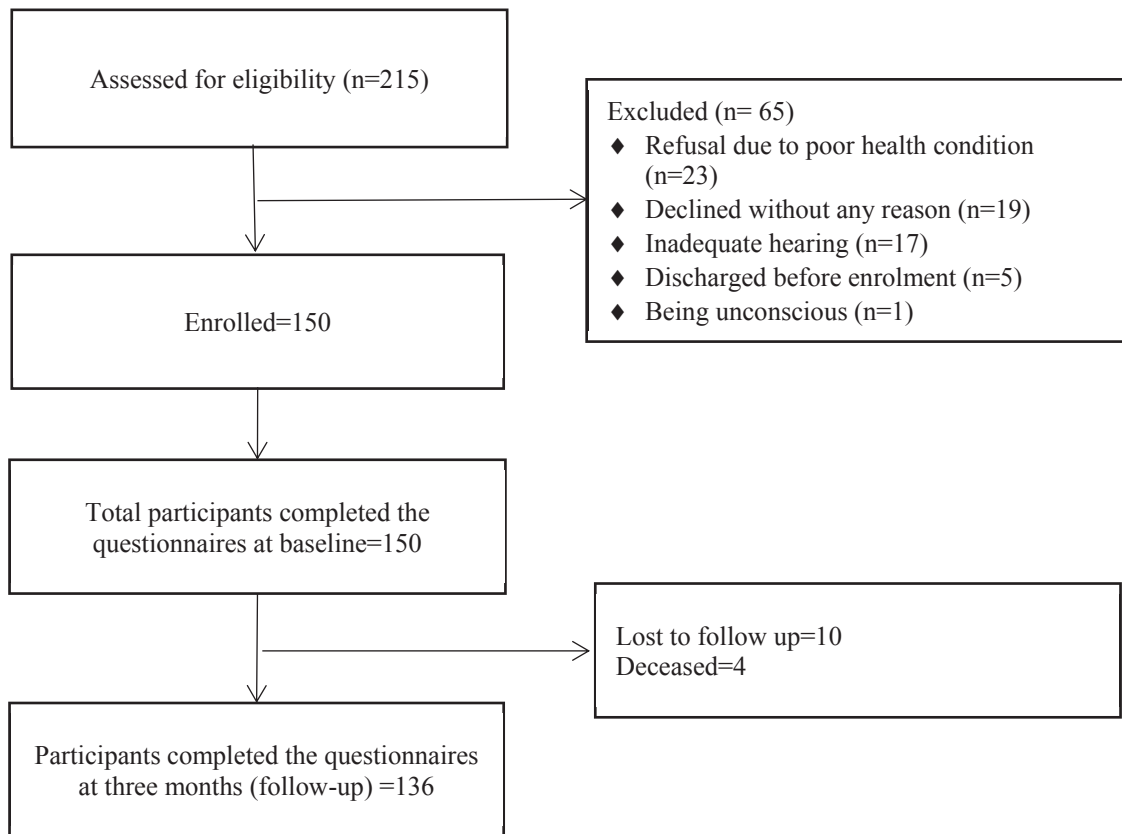 Assessed for eligibility (n=215)
Excluded (n= 65)
♦ Refusal due to poor health condition
(n=23)
♦ Declined without any reason (n=19)
♦ Inadequate hearing (n=17)
♦ Discharged before enrolment (n=5)
♦ Being unconscious (n=1)
Enrolled=150
Total participants completed the
questionnaires at baseline=150
Lost to follow up=10
Deceased=4
Participants completed the questionnaires
at three months (follow-up) =136